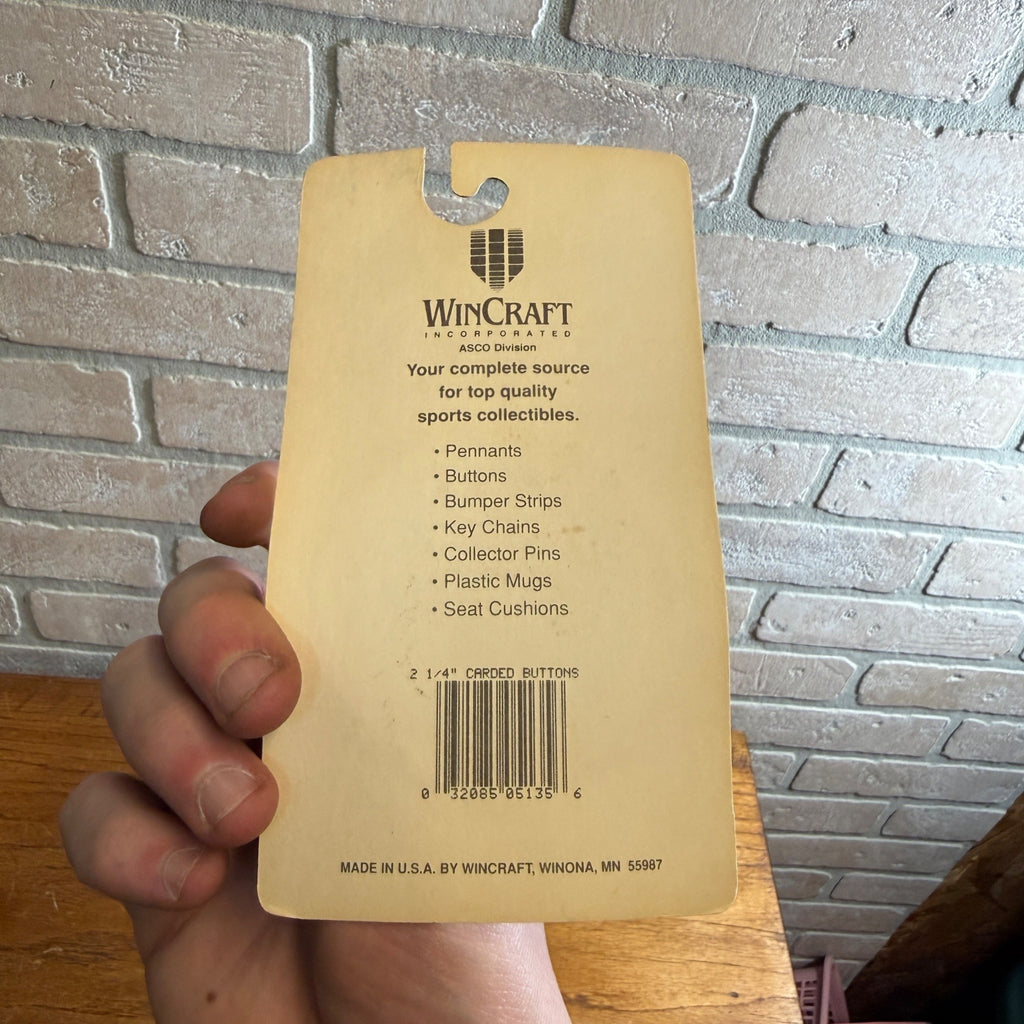 WINCRAFT
INCORPORATED
ASCO Division
Your complete source
for top quality
sports collectibles.
• Pennants
• Buttons
• Bumper Strips
• Key Chains
• Collector Pins
• Plastic Mugs
• Seat Cushions
2 1/4" CARDED BUTTONS
0 32085 05135 6
MADE IN U.S.A. BY WINCRAFT, WINONA, MN 55987